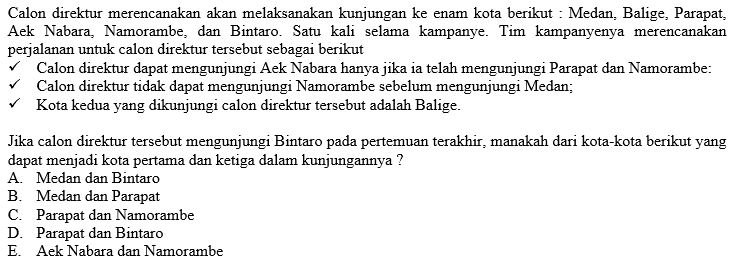 Calon direktur merencanakan akan melaksanakan kunjungan ke enam kota berikut : Medan, Balige, Parapat,
Aek Nabara, Namorambe, dan Bintaro. Satu kali selama kampanye. Tim kampanyenya merencanakan
perjalanan untuk calon direktur tersebut sebagai berikut
✓ Calon direktur dapat mengunjungi Aek Nabara hanya jika ia telah mengunjungi Parapat dan Namorambe:
✓ Calon direktur tidak dapat mengunjungi Namorambe sebelum mengunjungi Medan;
✓ Kota kedua yang dikunjungi calon direktur tersebut adalah Balige.
Jika calon direktur tersebut mengunjungi Bintaro pada pertemuan terakhir, manakah dari kota-kota berikut yang
dapat menjadi kota pertama dan ketiga dalam kunjungannya ?
A. Medan dan Bintaro
B. Medan dan Parapat
C. Parapat dan Namorambe
D. Parapat dan Bintaro
E. Aek Nabara dan Namorambe